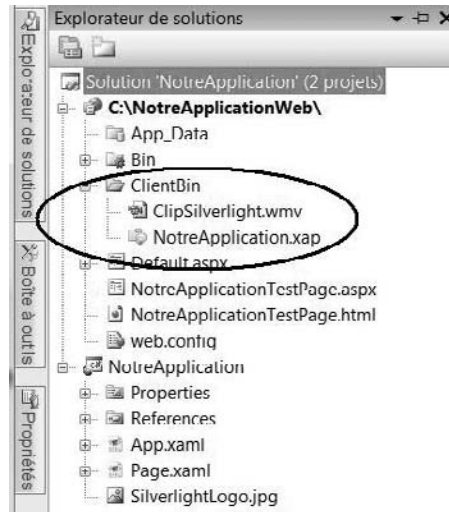 Explorateur de solutions
Solution 'NotreApplication' (2 projets)
C:\NotreApplicationWeb\
App_Data
Bin
ClientBin
ClipSilverlight.wmv
NotreApplication.xap
Default.aspx
NotreApplicationTestPage.aspx
NotreApplicationTestPage.html
web.config
NotreApplication
Properties
References
App.xaml
Page.xaml
SilverlightLogo.jpg
Explorateur de solutions
Boîte à outils
Propriétés